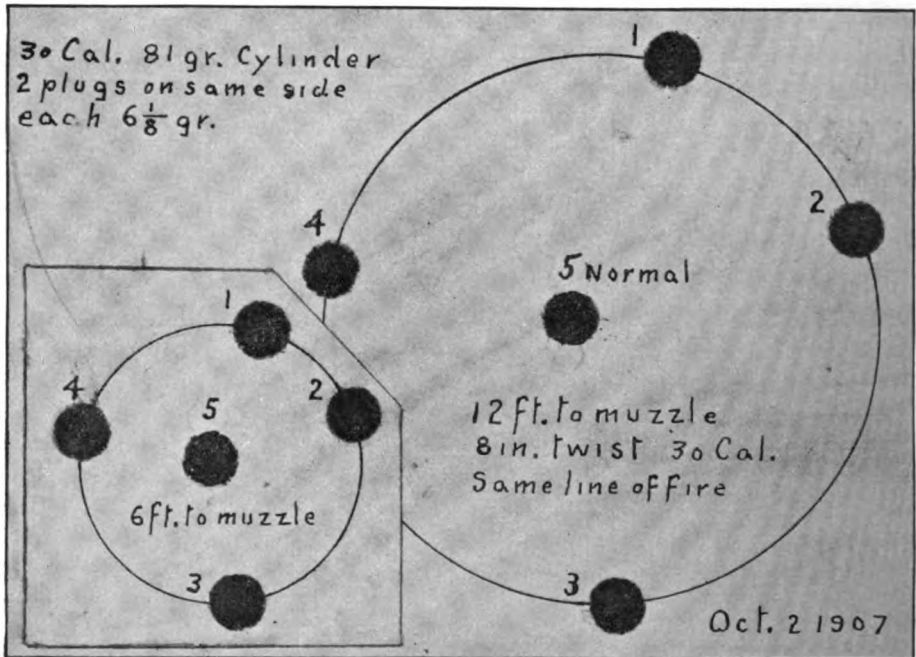 30 Cal. 81 gr. Cylinder
2 plugs on same side
each 6 1/8 gr.
1
2
4
5 Normal
12 ft. to muzzle
8 in. twist 30 Cal.
Same line of fire
3
1
2
4
5
6 ft. to muzzle
3
Oct. 2 1907